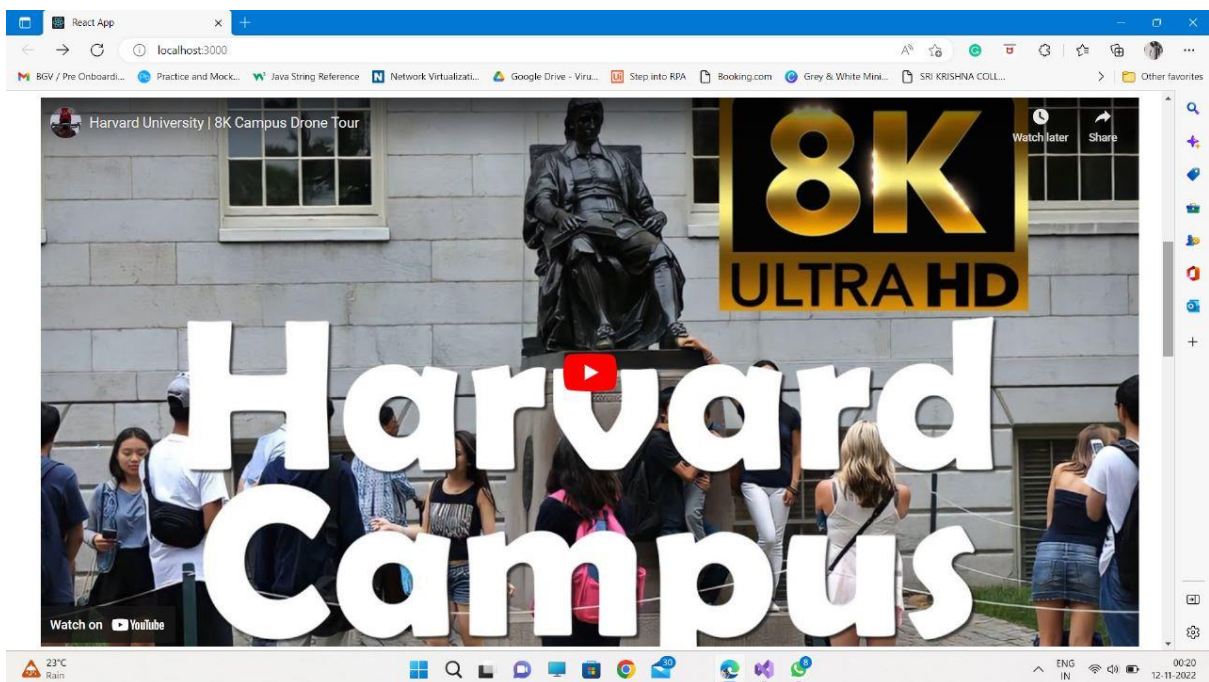 React App
localhost:3000
BGV / Pre Onboardi...
Practice and Mock...
Java String Reference
Network Virtualizati...
Google Drive - Viru...
Step into RPA
Booking.com
Grey & White Mini...
SRI KRISHNA COLL...
Other favorites
Harvard University | 8K Campus Drone Tour
Watch later
Share
8K
ULTRA HD
Harvard
Campus
Watch on YouTube
23°C
Rain
30
8
ENG
IN
00:20
12-11-2022